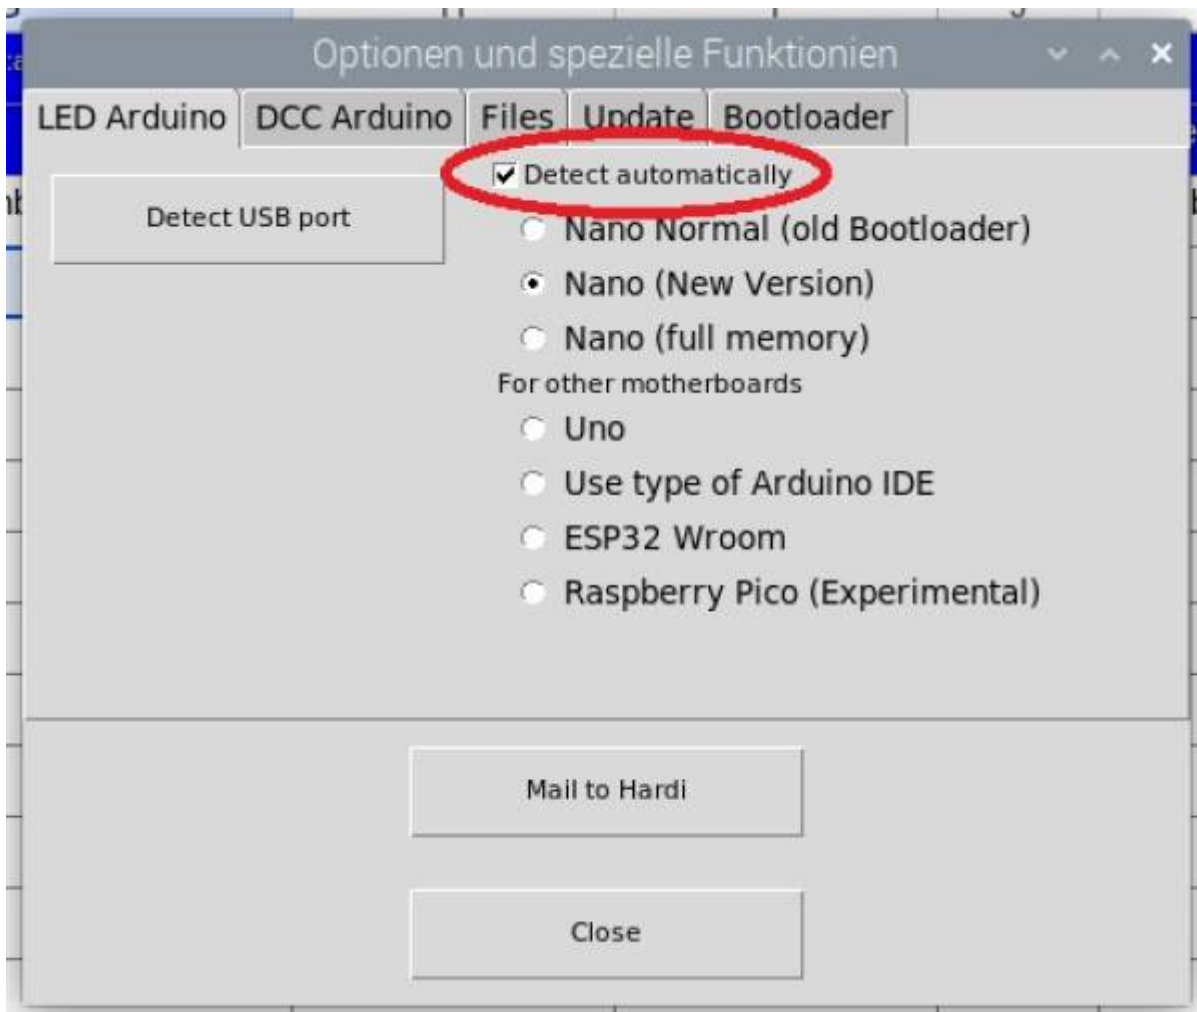 Optionen und spezielle Funktionien
LED Arduino DCC Arduino Files Update Bootloader
Detect automatically
Detect USB port
Nano Normal (old Bootloader)
Nano (New Version)
Nano (full memory)
For other motherboards
Uno
Use type of Arduino IDE
ESP32 Wroom
Raspberry Pico (Experimental)
Mail to Hardi
Close